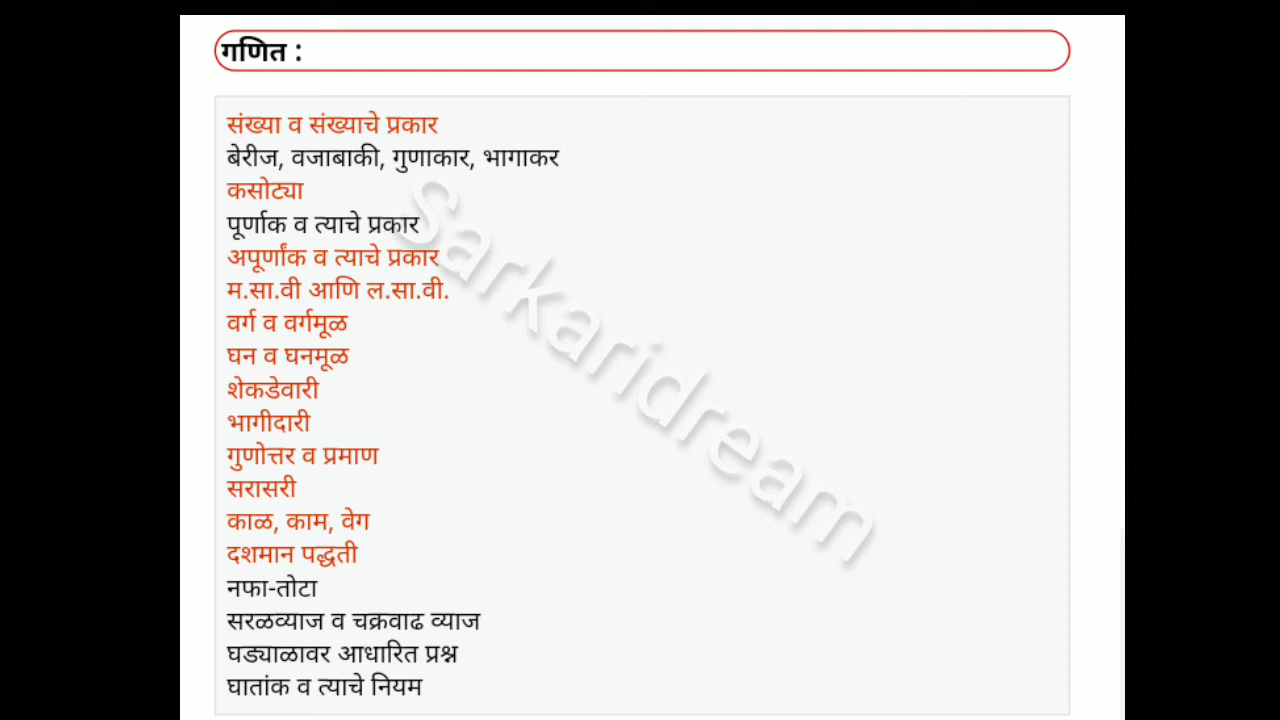 गणित :
संख्या व संख्याचे प्रकार
बेरीज, वजाबाकी, गुणाकार, भागाकर
कसोट्या
पूर्णाक व त्याचे प्रकार
अपूर्णांक व त्याचे प्रकार
म.सा.वी आणि ल.सा.वी.
वर्ग व वर्गमूळ
घन व घनमूळ
शेकडेवारी
भागीदारी
गुणोत्तर व प्रमाण
सरासरी
काळ, काम, वेग
दशमान पद्धती
नफा-तोटा
सरळव्याज व चक्रवाढ व्याज
घड्याळावर आधारित प्रश्न
घातांक व त्याचे नियम
Sarkaridream